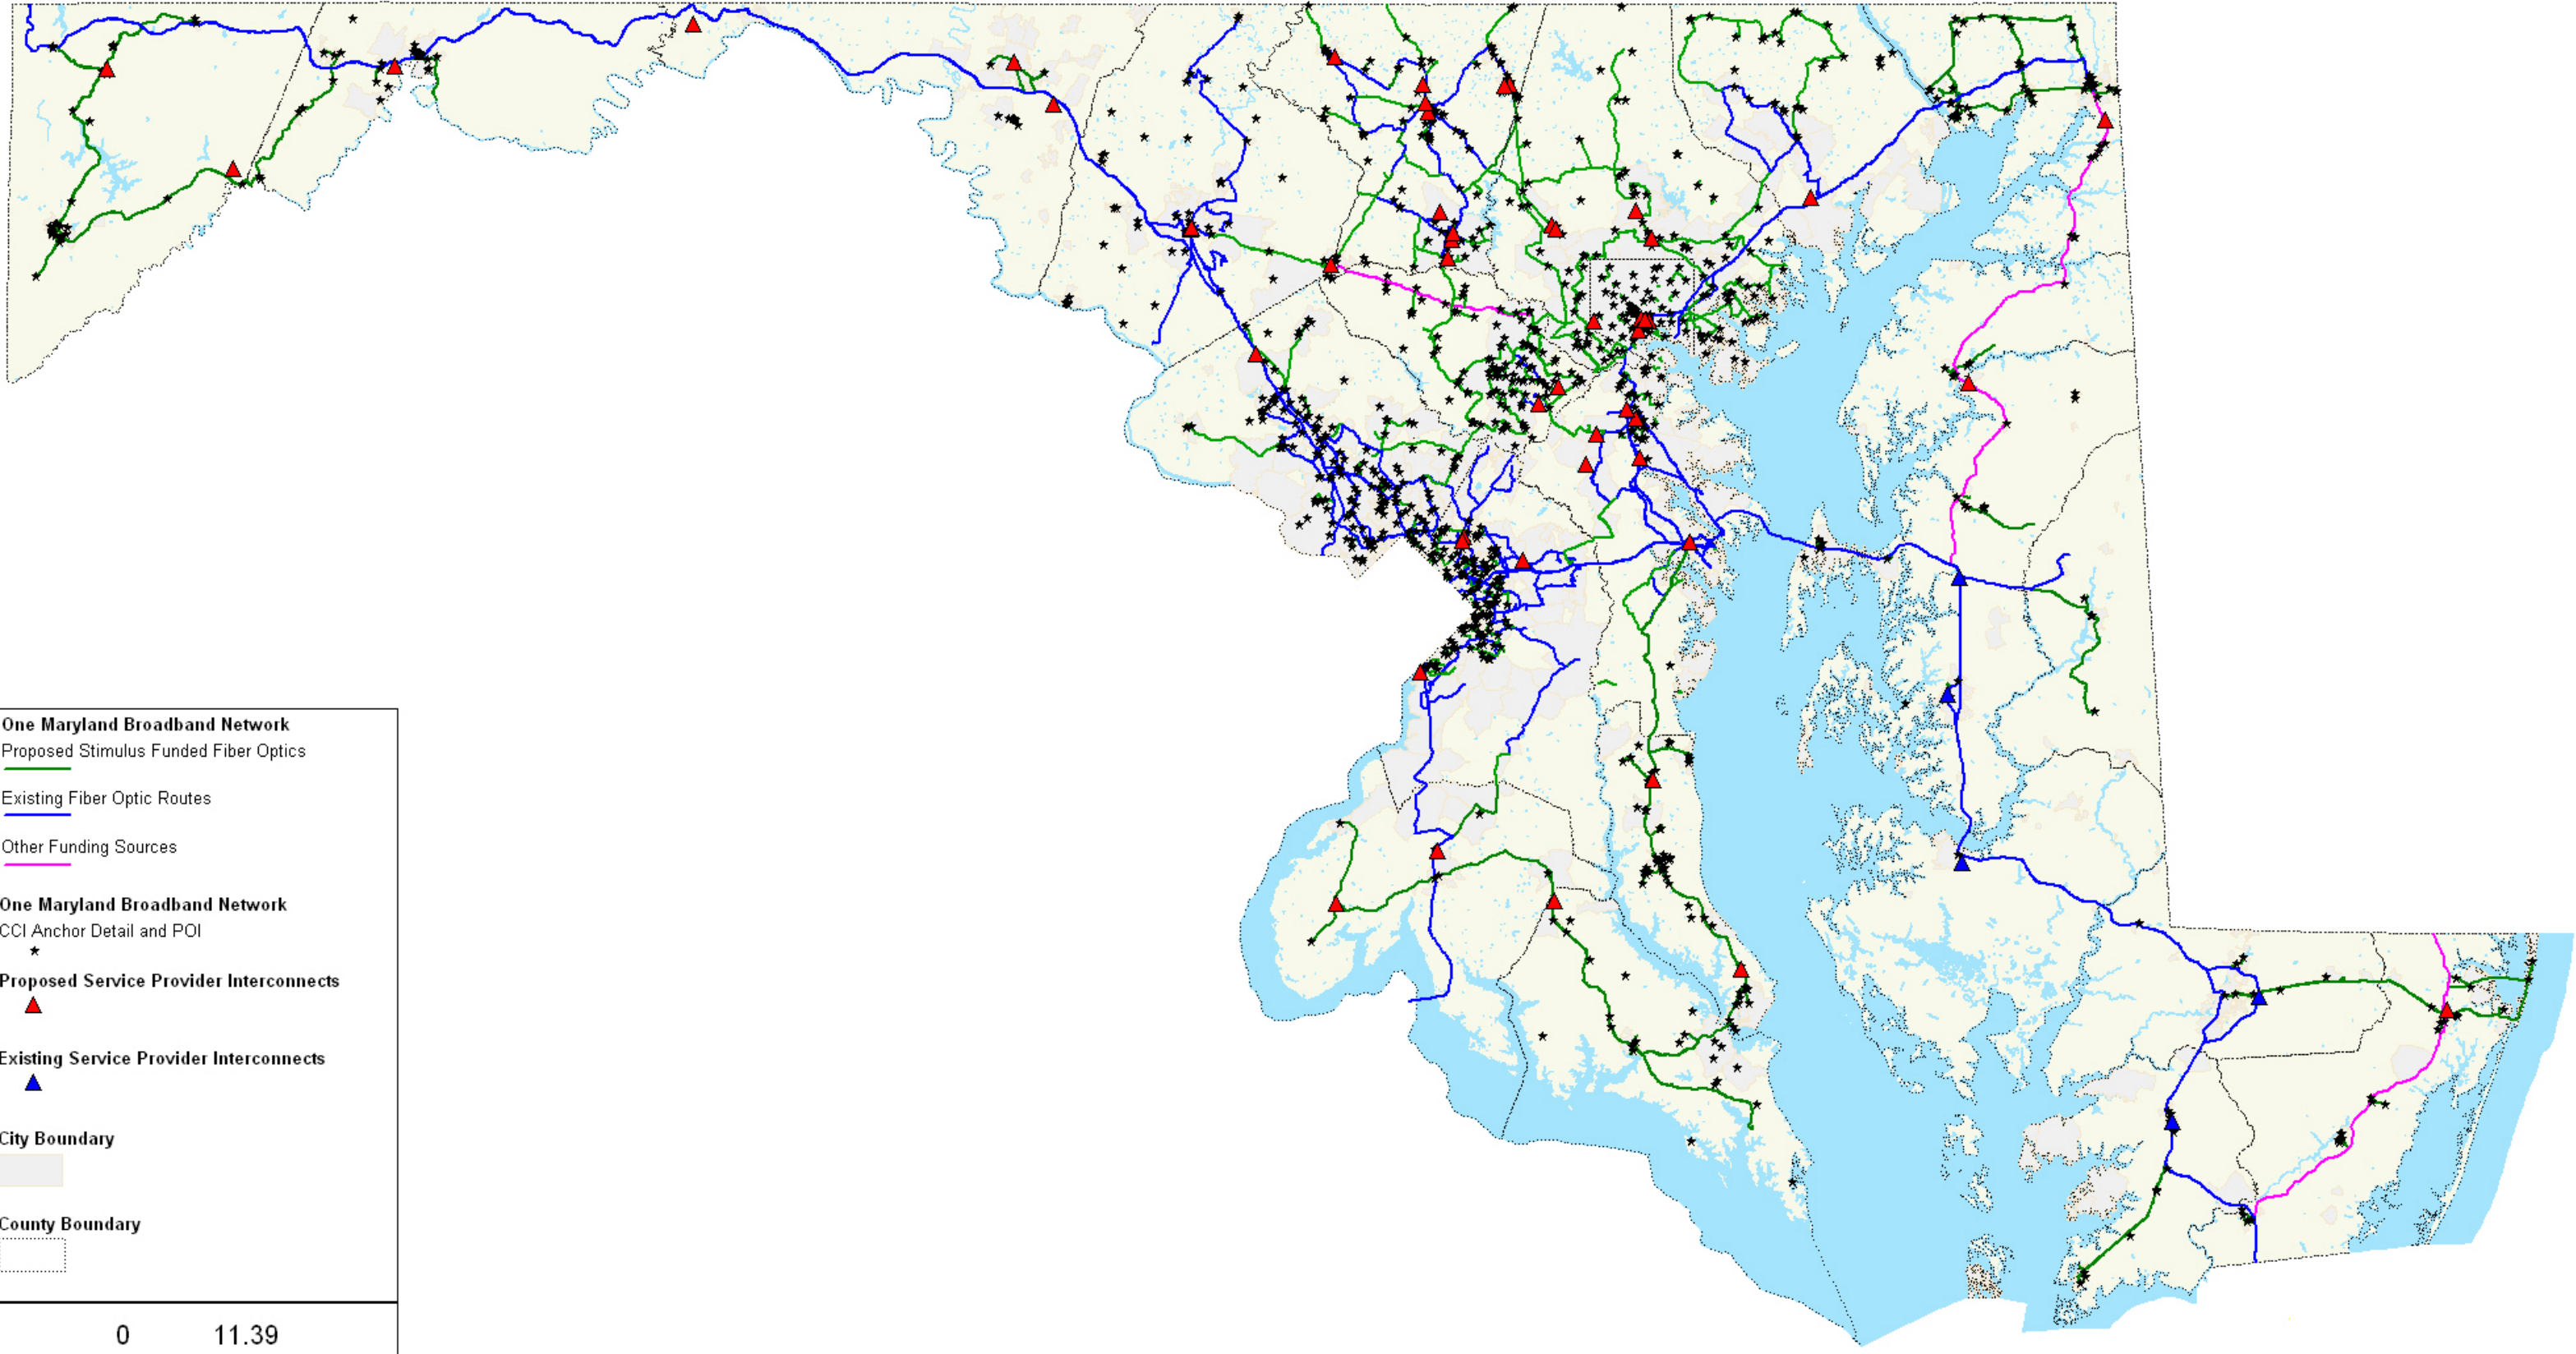 One Maryland Broadband Network
Proposed Stimulus Funded Fiber Optics
Existing Fiber Optic Routes
Other Funding Sources
One Maryland Broadband Network
CCI Anchor Detail and POI
Proposed Service Provider Interconnects
Existing Service Provider Interconnects
City Boundary
County Boundary
0 11.39